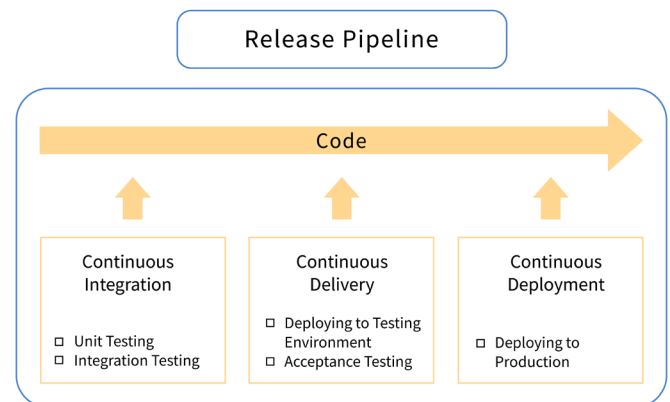 Release Pipeline
Code
Continuous
Integration
Unit Testing
Integration Testing
Continuous
Delivery
Deploying to Testing
Environment
Acceptance Testing
Continuous
Deployment
Deploying to
Production